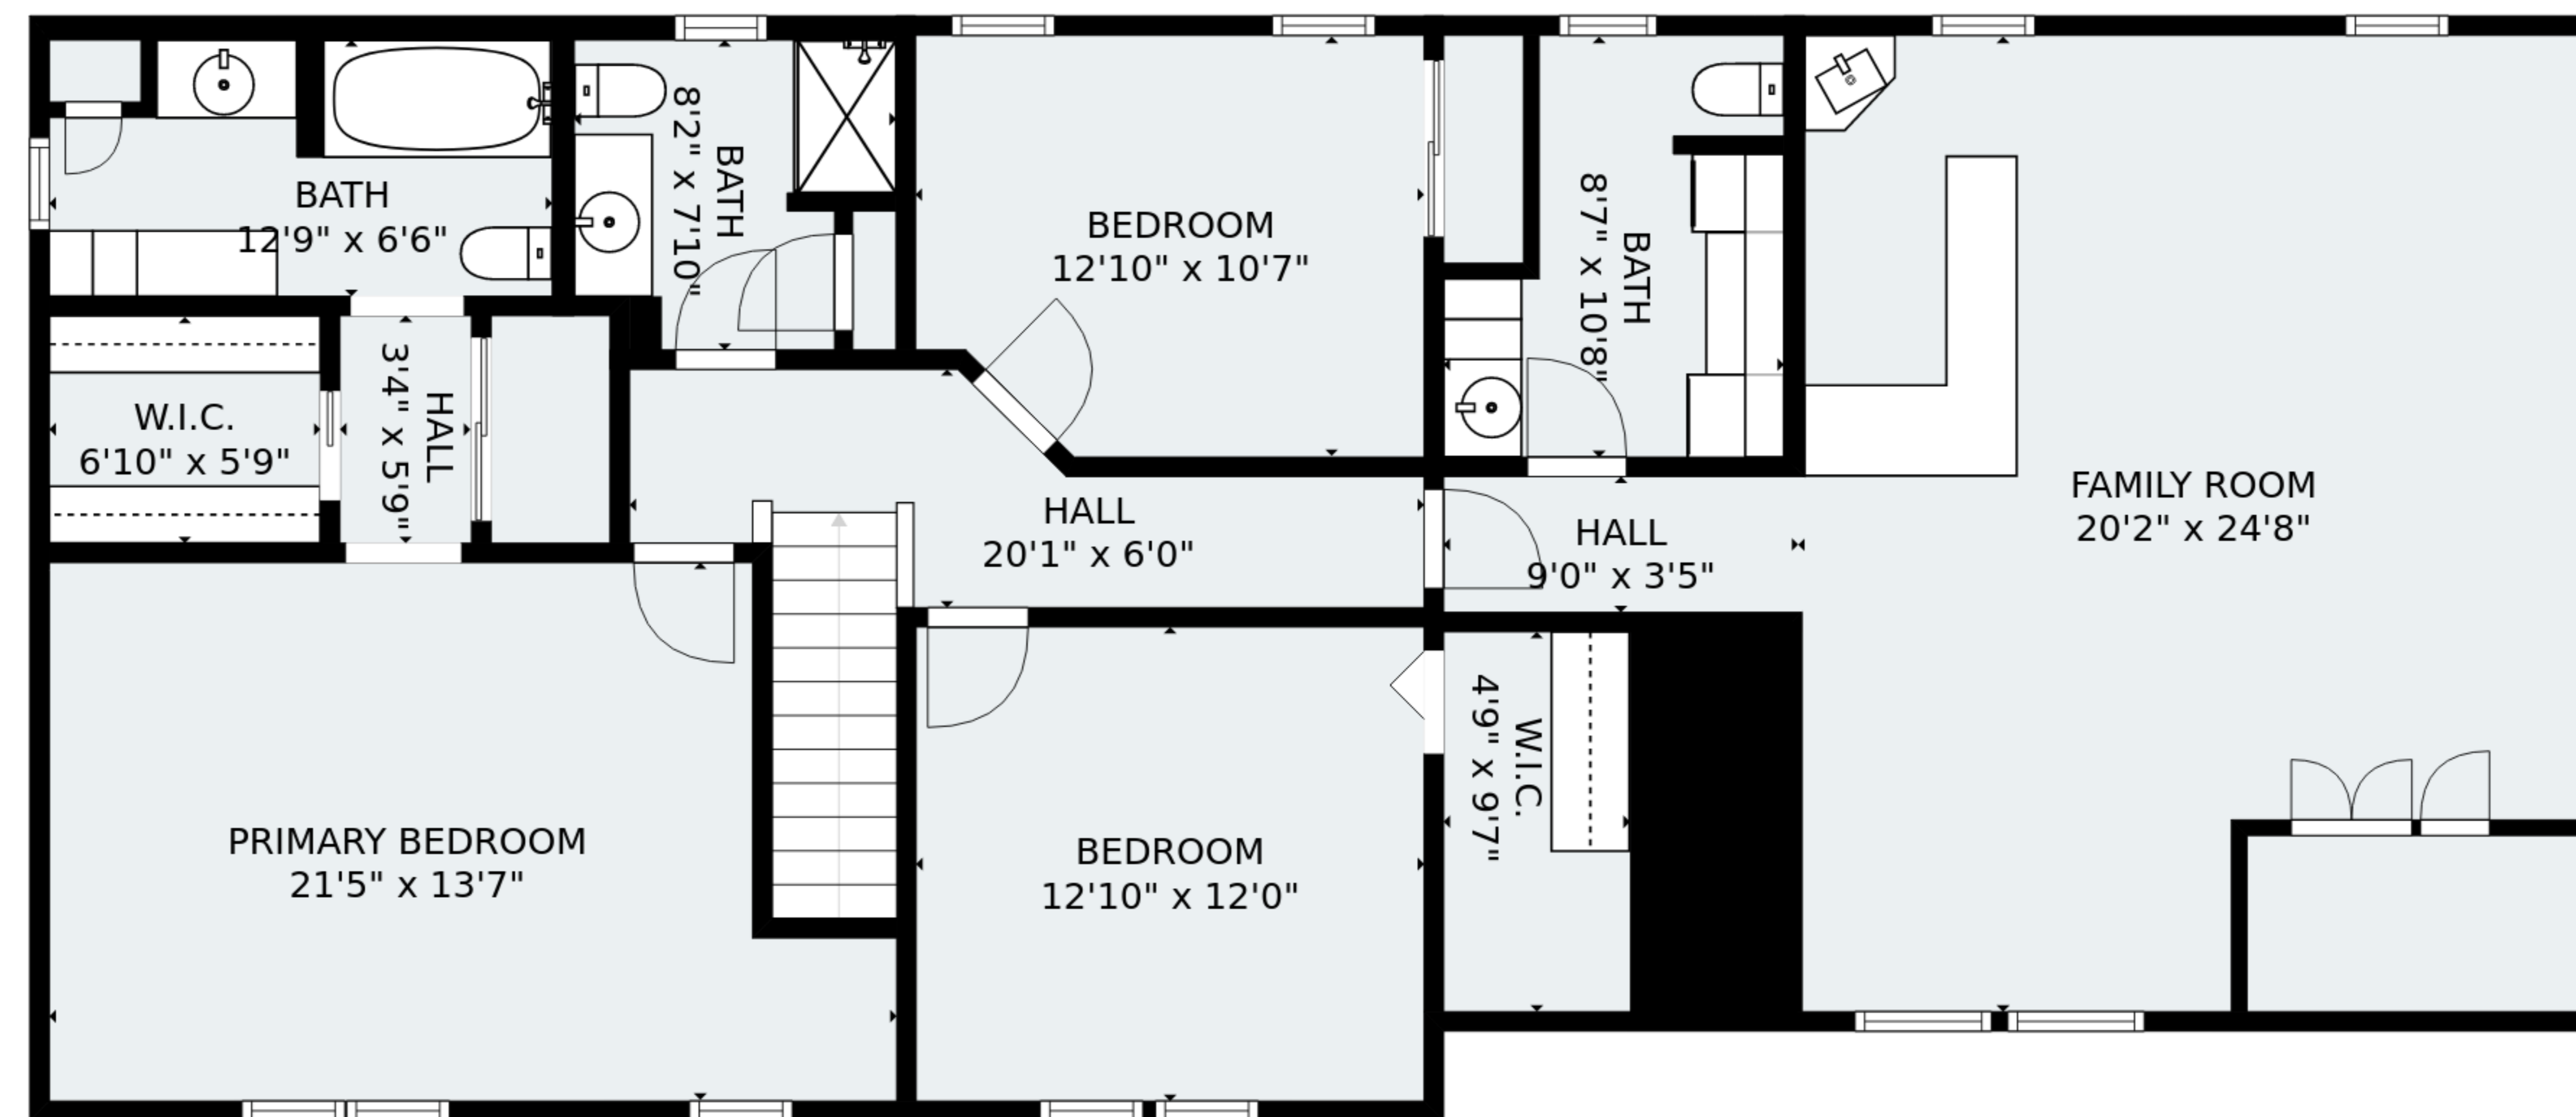 BATH
12'9" x 6'6"
BATH
8'2" x 7'10"
BEDROOM
12'10" x 10'7"
BATH
8'7" x 10'8"
W.I.C.
6'10" x 5'9"
HALL
3'4" x 5'9"
HALL
20'1" x 6'0"
HALL
9'0" x 3'5"
FAMILY ROOM
20'2" x 24'8"
PRIMARY BEDROOM
21'5" x 13'7"
BEDROOM
12'10" x 12'0"
W.I.C.
4'9" x 9'7"